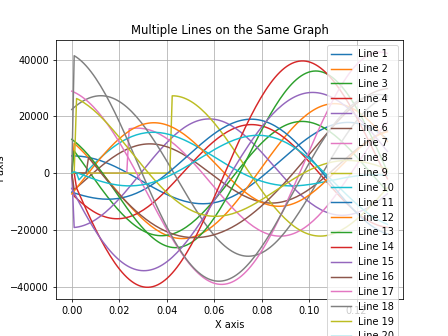 Multiple Lines on the Same Graph
40000
20000
0
−20000
−40000
0.00
0.02
0.04
0.06
0.08
0.10
X axis
Line 1
Line 2
Line 3
Line 4
Line 5
Line 6
Line 7
Line 8
Line 9
Line 10
Line 11
Line 12
Line 13
Line 14
Line 15
Line 16
Line 17
Line 18
Line 19
Line 20